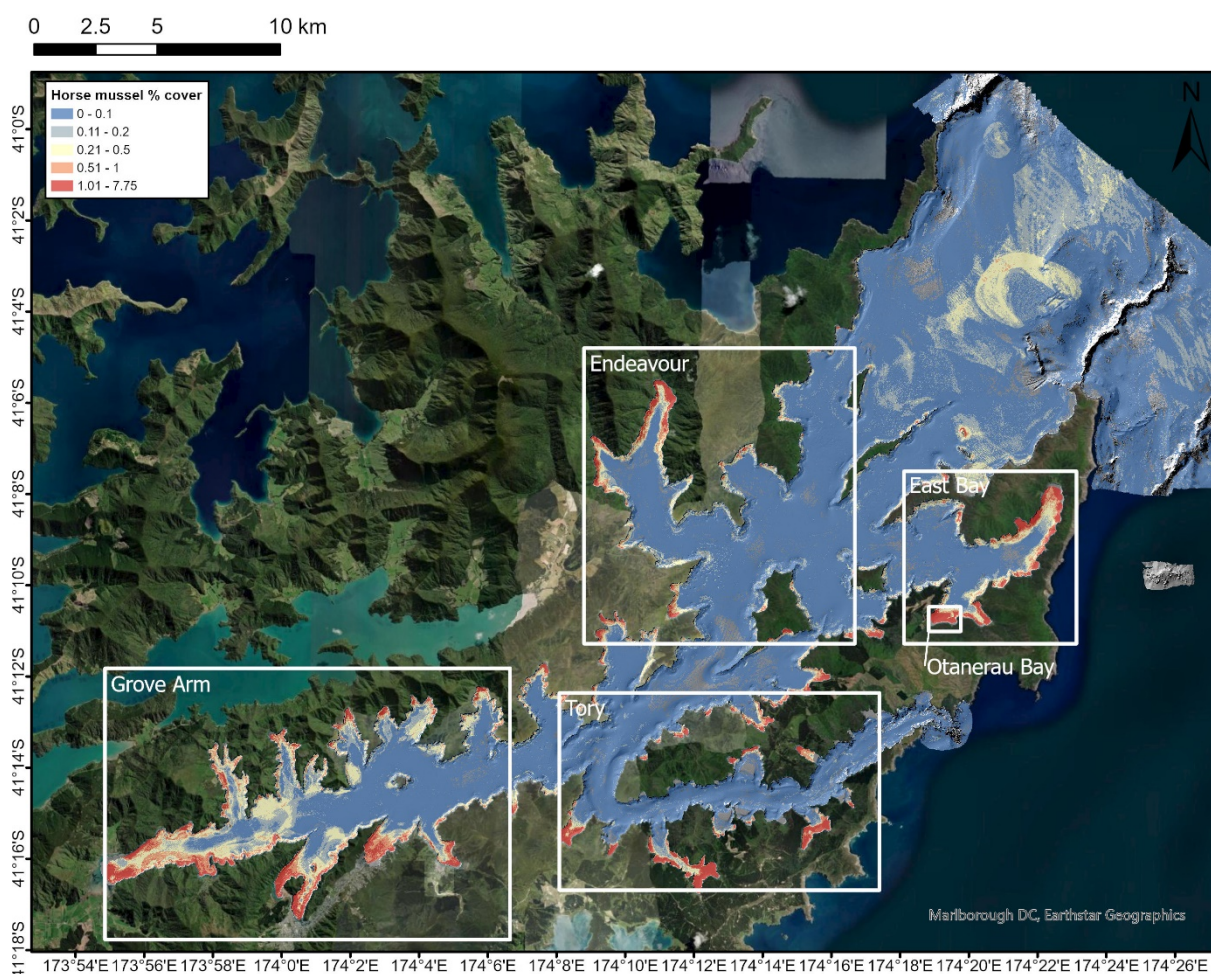 0 2.5 5 10 km
Horse mussel % cover
0 - 0.1
0.11 - 0.2
0.21 - 0.5
0.51 - 1
1.01 - 7.75
N
41°0'S
41°2'S
41°4'S
41°6'S
41°8'S
41°10'S
41°12'S
41°14'S
41°16'S
41°18'S
Endeavour
East Bay
Otanerau Bay
Grove Arm
Tory
Marlborough DC, Earthstar Geographics
173°54'E 173°56'E 173°58'E 174°0'E 174°2'E 174°4'E 174°6'E 174°8'E 174°10'E 174°12'E 174°14'E 174°16'E 174°18'E 174°20'E 174°22'E 174°24'E 174°26'E